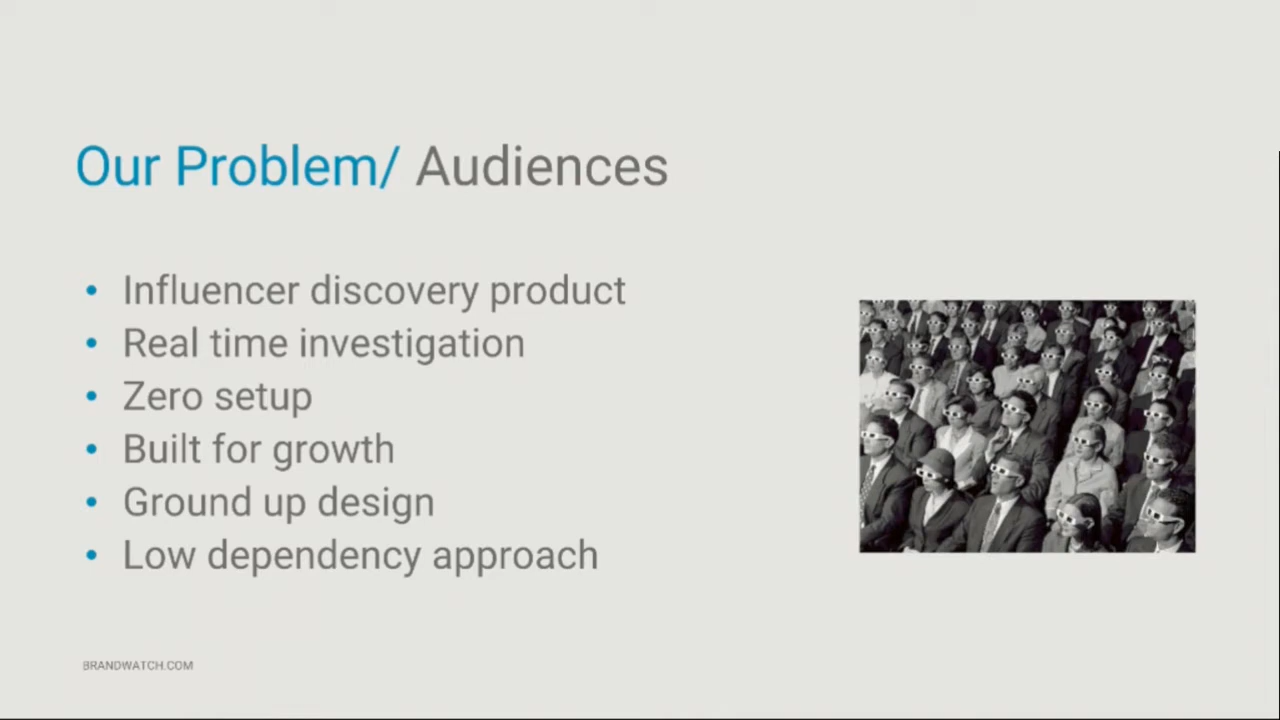 Our Problem/ Audiences
• Influencer discovery product
• Real time investigation
• Zero setup
• Built for growth
• Ground up design
• Low dependency approach
BRANDWATCH.COM